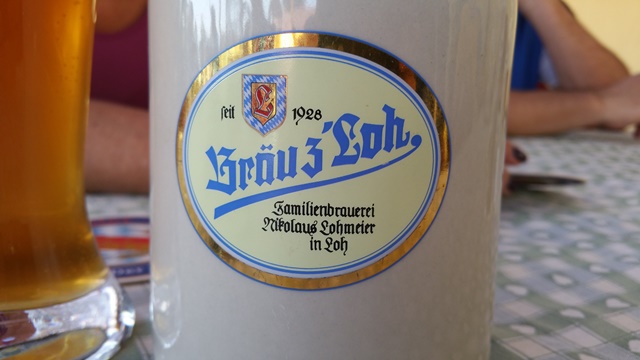 seit 1928
Bräu z'Loh
Familienbrauerei
Nikolaus Lohmeier
in Loh